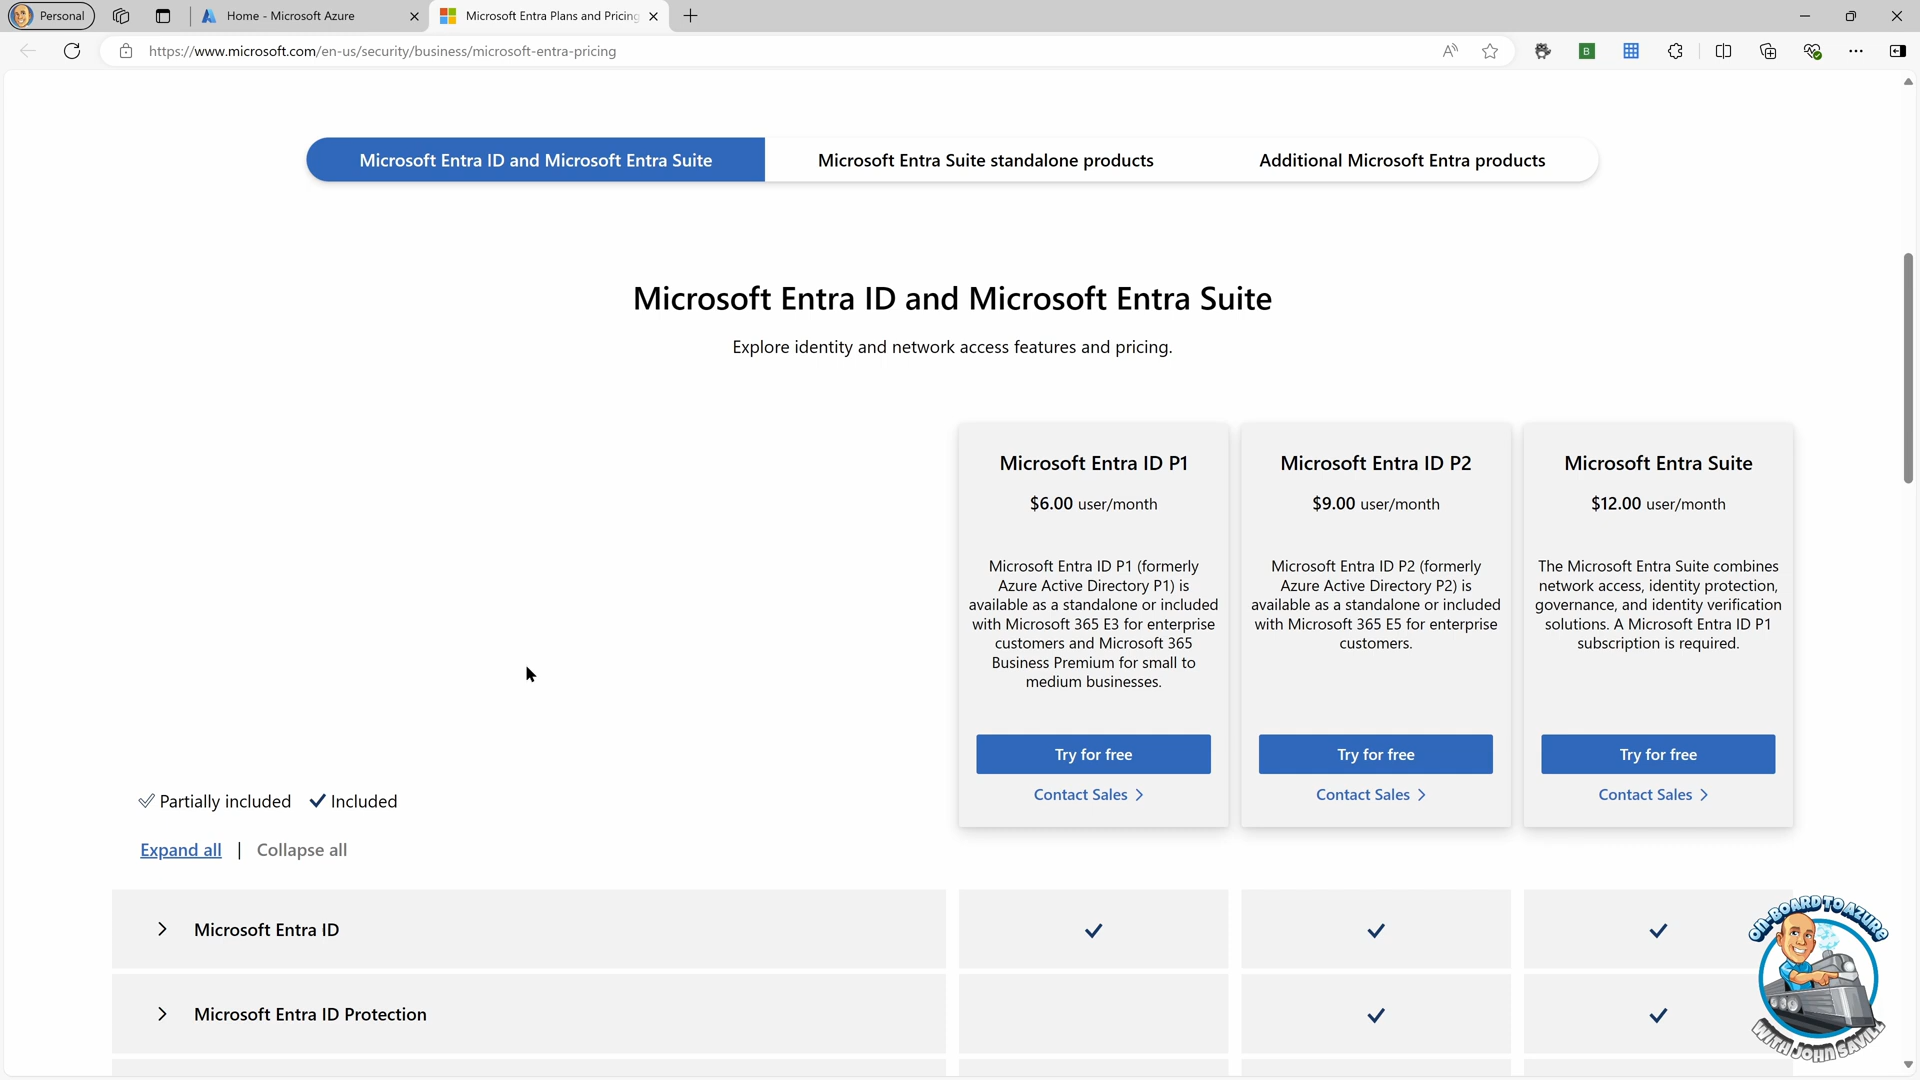 Personal
Home - Microsoft Azure
Microsoft Entra Plans and Pricing
https://www.microsoft.com/en-us/security/business/microsoft-entra-pricing
Microsoft Entra ID and Microsoft Entra Suite
Microsoft Entra Suite standalone products
Additional Microsoft Entra products
Microsoft Entra ID and Microsoft Entra Suite
Explore identity and network access features and pricing.
Microsoft Entra ID P1
$6.00 user/month
Microsoft Entra ID P1 (formerly
Azure Active Directory P1) is
available as a standalone or included
with Microsoft 365 E3 for enterprise
customers and Microsoft 365
Business Premium for small to
medium businesses.
Try for free
Contact Sales
Microsoft Entra ID P2
$9.00 user/month
Microsoft Entra ID P2 (formerly
Azure Active Directory P2) is
available as a standalone or included
with Microsoft 365 E5 for enterprise
customers.
Try for free
Contact Sales
Microsoft Entra Suite
$12.00 user/month
The Microsoft Entra Suite combines
network access, identity protection,
governance, and identity verification
solutions. A Microsoft Entra ID P1
subscription is required.
Try for free
Contact Sales
Partially included
Included
Expand all | Collapse all
Microsoft Entra ID
Microsoft Entra ID Protection
ON-BOARD TO AZURE
WITH JOHN SAVILL